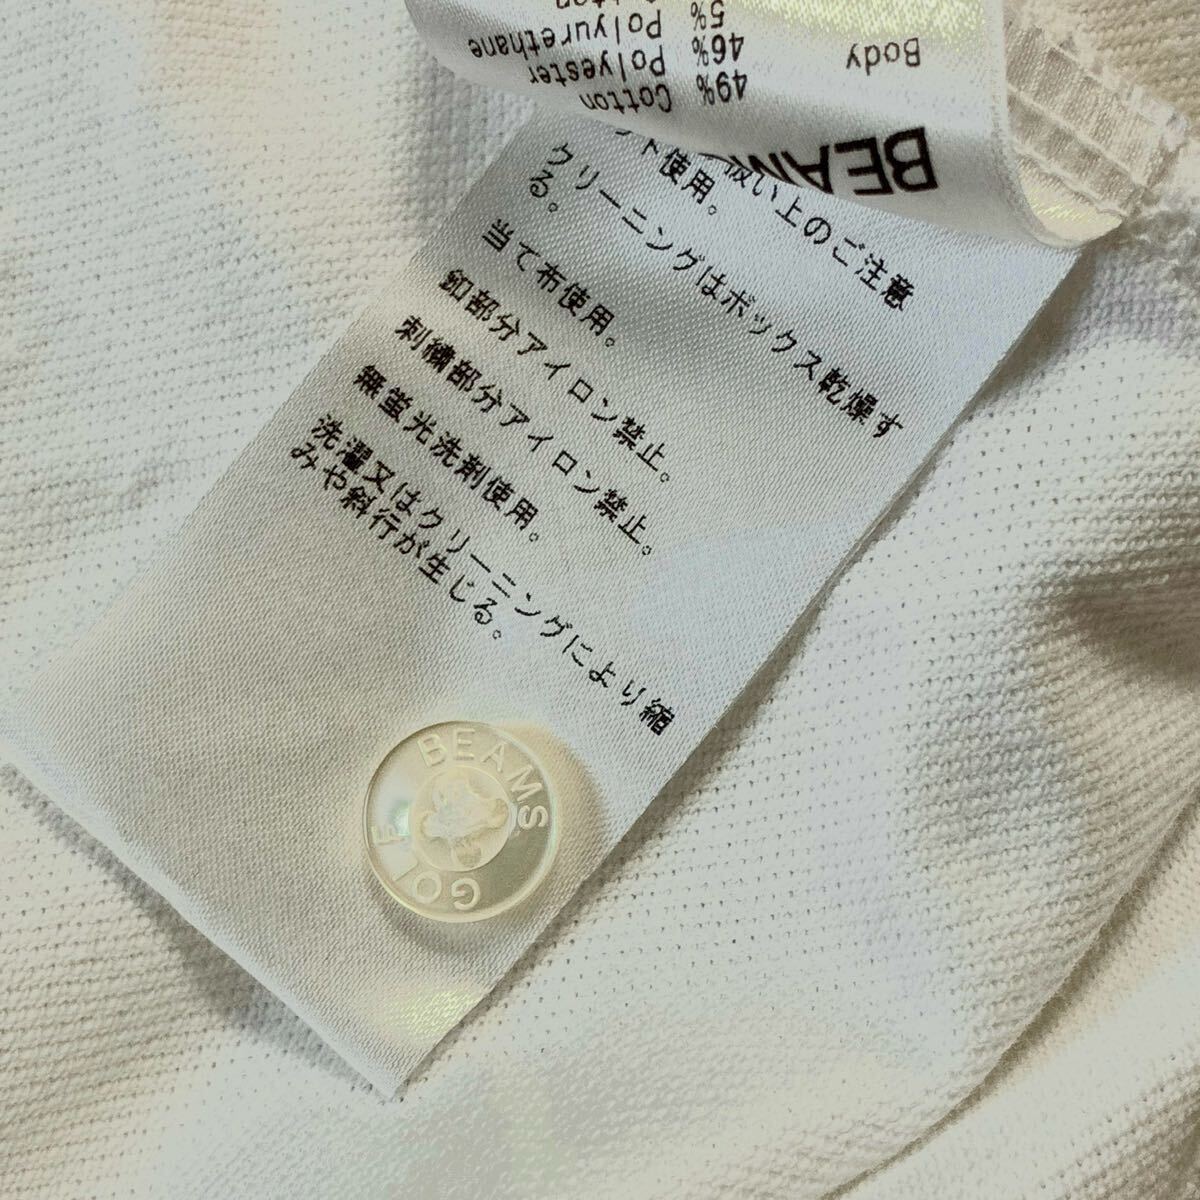 BEAM
49% Cotton
46% Polyester
5% Polyurethane
Body
扱い上のご注意
ト使用。
クリーニングはボックス乾燥す
る。
当て布使用。
釦部分アイロン禁止。
刺繍部分アイロン禁止。
無蛍光洗剤使用。
洗濯又はクリーニングにより縮
みや斜行が生じる。
BEAMS
GOLF